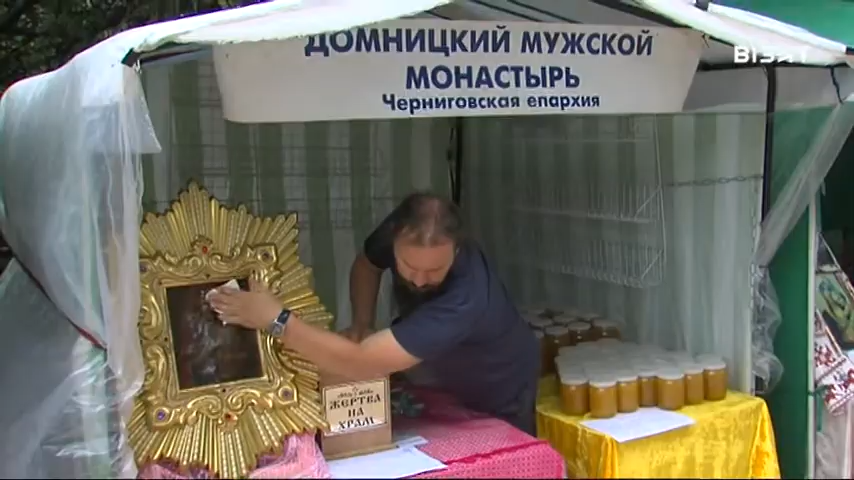 ДОМНИЦКИЙ МУЖСКОЙ
МОНАСТЫРЬ
Черниговская епархия
ЖЕРТВА
НА
ХРАМ